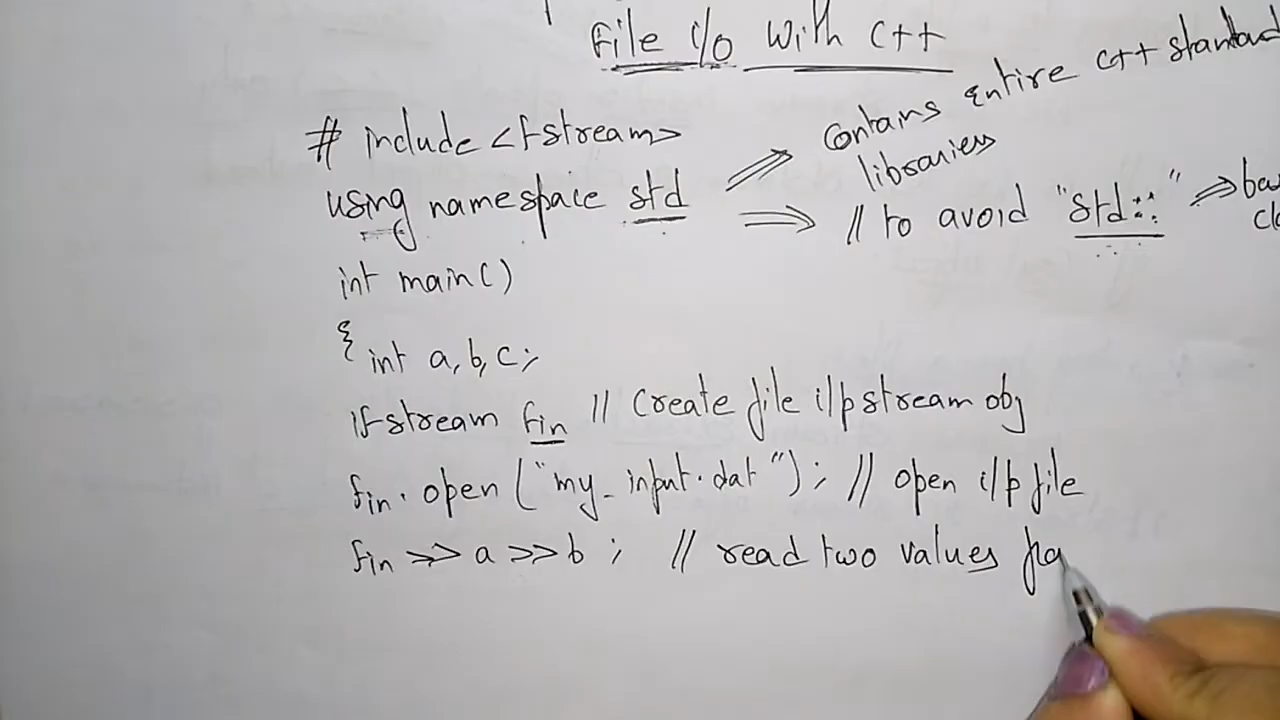 File i/o with c++
# include <fstream>
using namespace std ⇒ contains entire c++ standard
libraries
⇒ // to avoid "std::" ⇒
int main()
{ int a, b, c;
ifstream fin // create file i/p stream obj
fin.open ("my_input.dat"); // open i/p file
fin >> a >> b ; // read two values